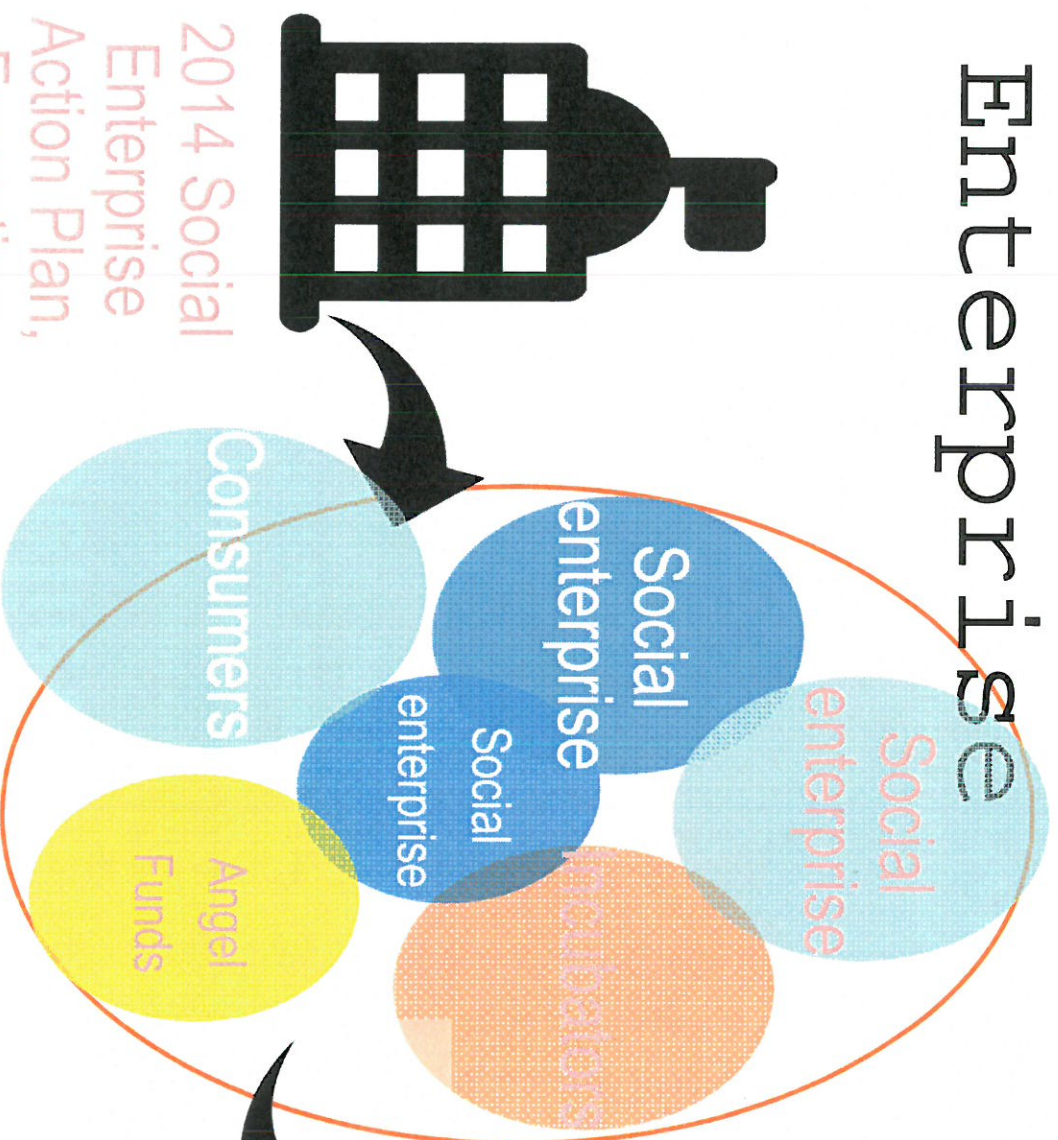 Enterprise
2014 Social
Enterprise
Action Plan,
Social
enterprise
Social
enterprise
Social
enterprise
Consumers
Incubators
Angel
Funds